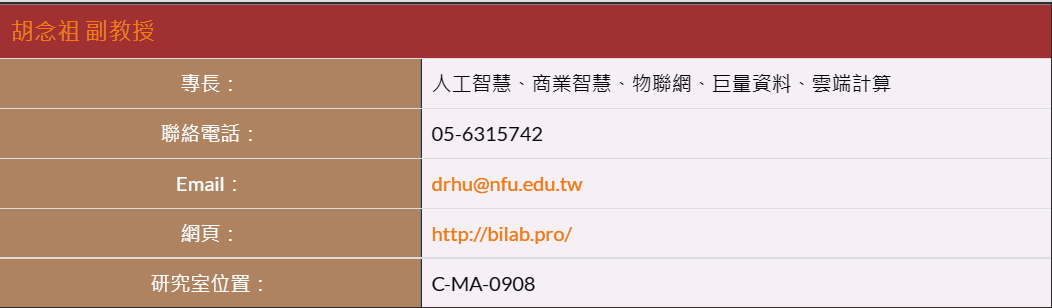 胡念祖 副教授
專長： 人工智慧、商業智慧、物聯網、巨量資料、雲端計算
聯絡電話： 05-6315742
Email： drhu@nfu.edu.tw
網頁： http://bilab.pro/
研究室位置： C-MA-0908